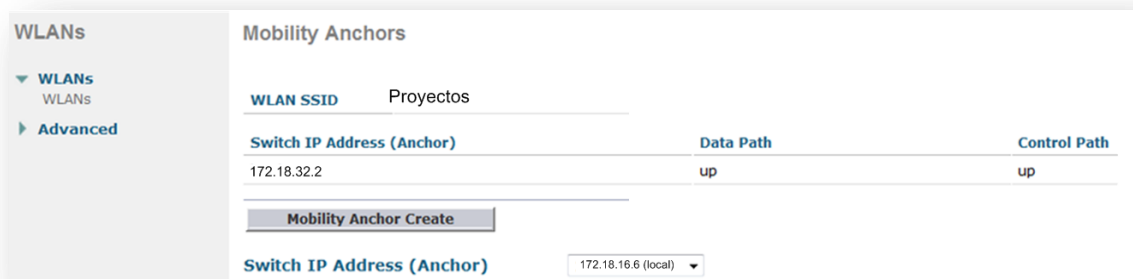 WLANs
WLANs
WLANs
Advanced
Mobility Anchors
WLAN SSID Proyectos
Switch IP Address (Anchor) Data Path Control Path
172.18.32.2 up up
Mobility Anchor Create
Switch IP Address (Anchor) 172.18.16.6 (local)